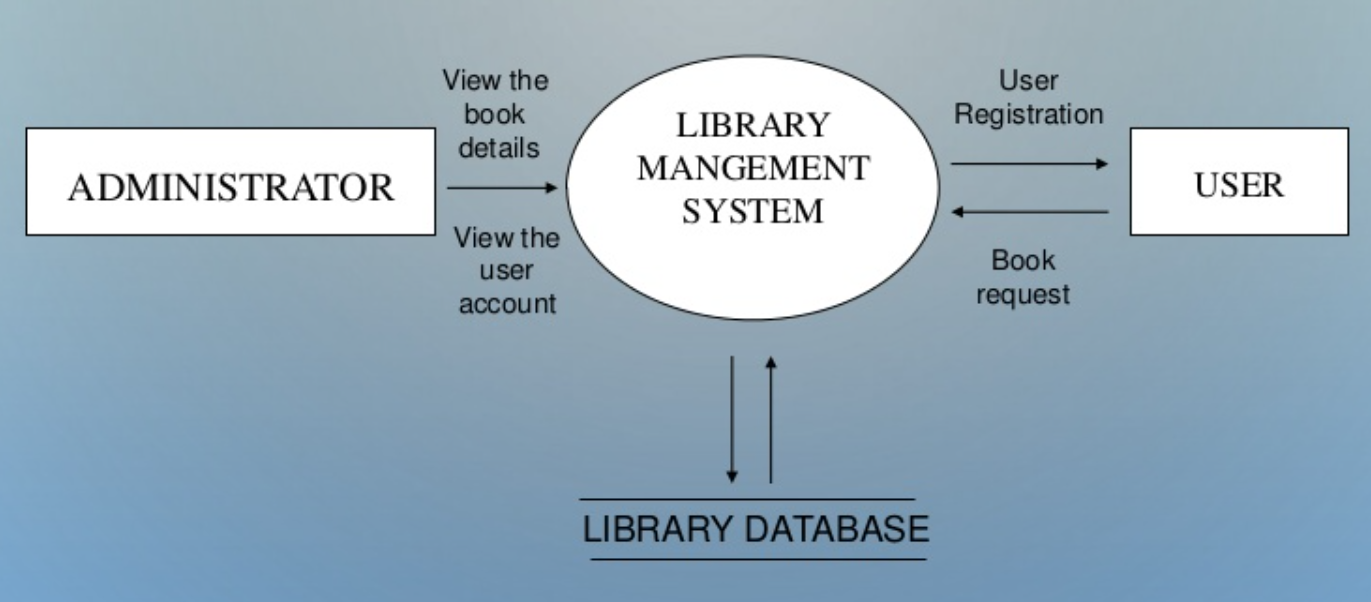 View the
book
details
ADMINISTRATOR
View the
user
account
LIBRARY
MANGEMENT
SYSTEM
User
Registration
USER
Book
request
LIBRARY DATABASE